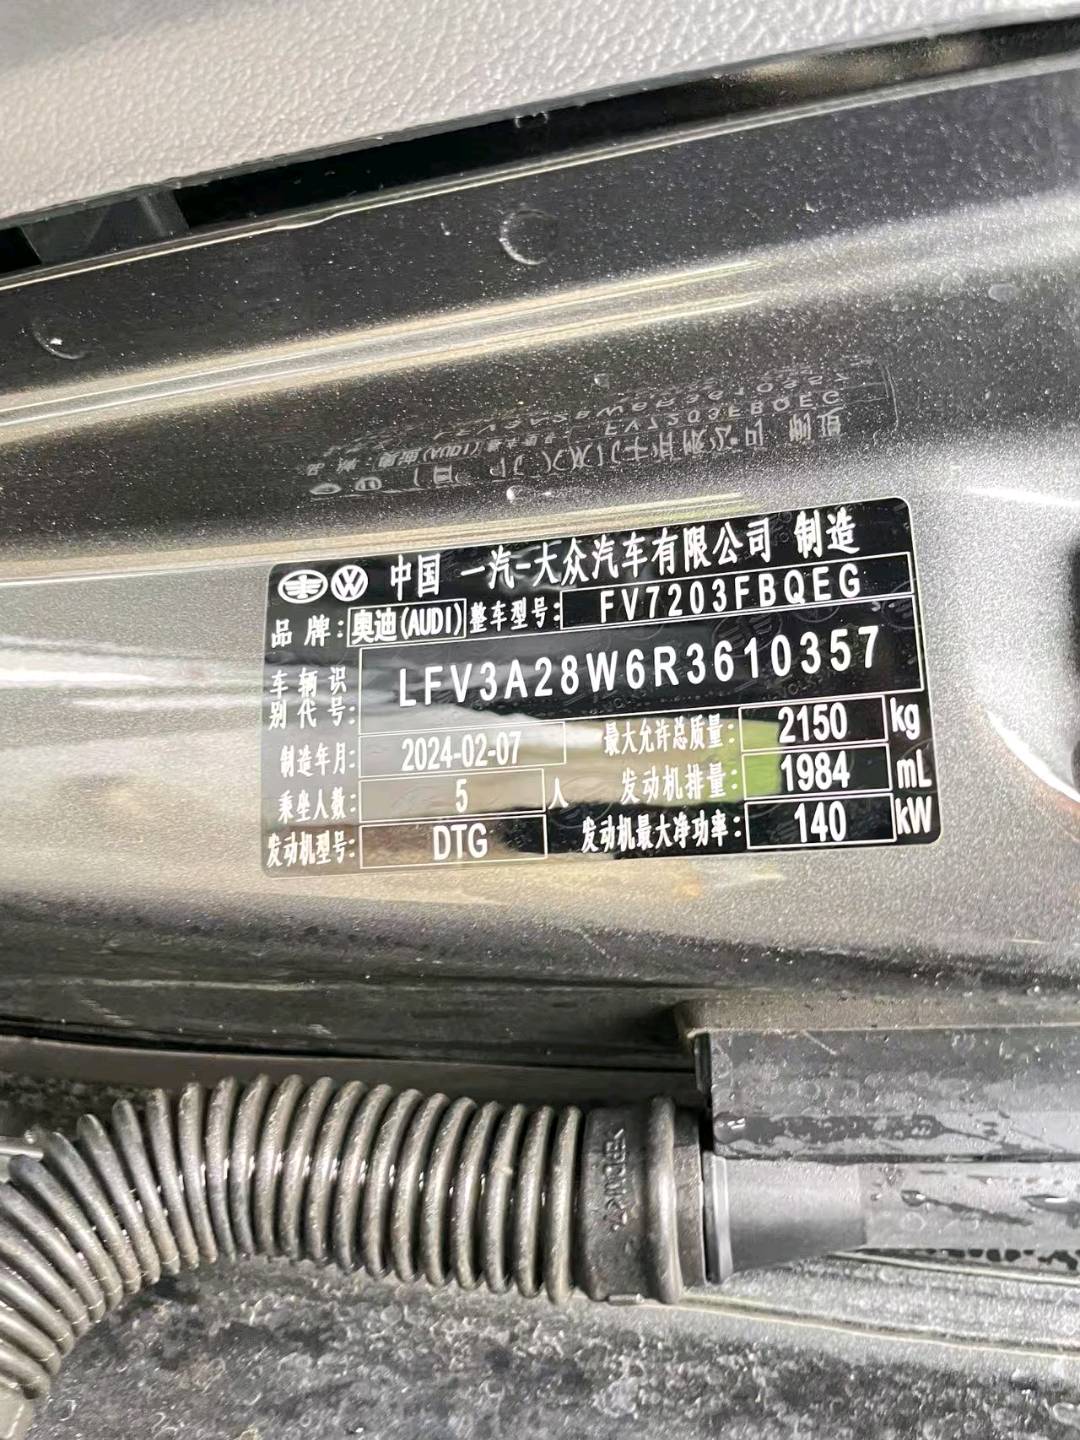 中国 一汽-大众汽车有限公司 制造
品牌: 奥迪(AUDI) 整车型号: FV7203FBQEG
车辆识别代号: LFV3A28W6R3610357
制造年月: 2024-02-07 最大允许总质量: 2150 kg
乘坐人数: 5 人 发动机排量: 1984 mL
发动机型号: DTG 发动机最大净功率: 140 kW